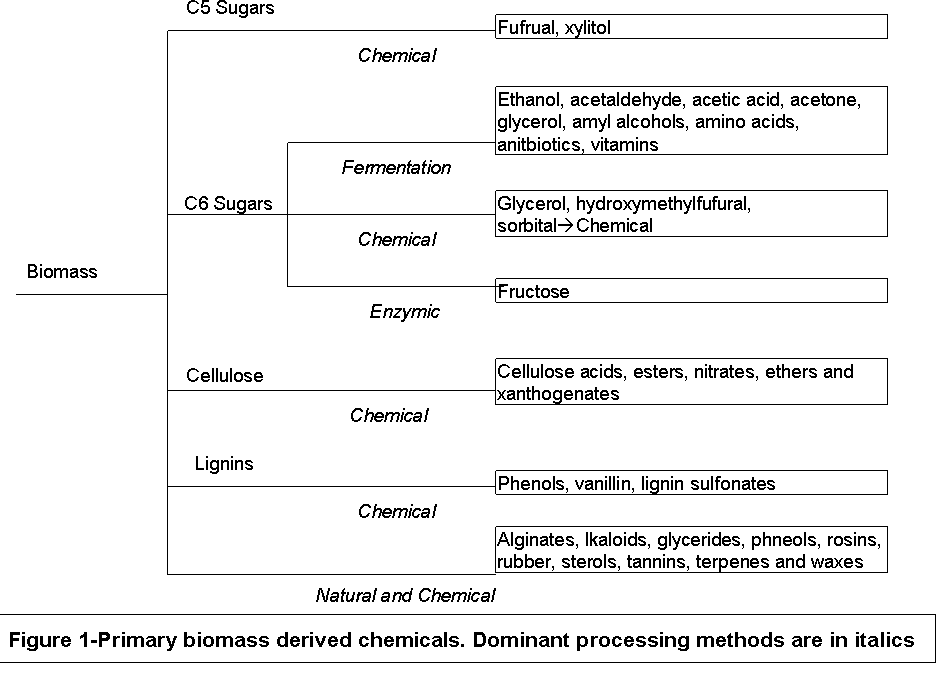 C5 Sugars
Fufrual, xylitol
Chemical
Ethanol, acetaldehyde, acetic acid, acetone,
glycerol, amyl alcohols, amino acids,
anitbiotics, vitamins
Fermentation
C6 Sugars
Glycerol, hydroxymethylfufural,
sorbital→Chemical
Chemical
Biomass
Fructose
Enzymic
Cellulose
Cellulose acids, esters, nitrates, ethers and
xanthogenates
Chemical
Lignins
Phenols, vanillin, lignin sulfonates
Chemical
Alginates, lkaloids, glycerides, phneols, rosins,
rubber, sterols, tannins, terpenes and waxes
Natural and Chemical
Figure 1-Primary biomass derived chemicals. Dominant processing methods are in italics